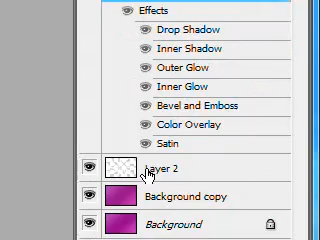 Effects
Drop Shadow
Inner Shadow
Outer Glow
Inner Glow
Bevel and Emboss
Color Overlay
Satin
Layer 2
Background copy
Background